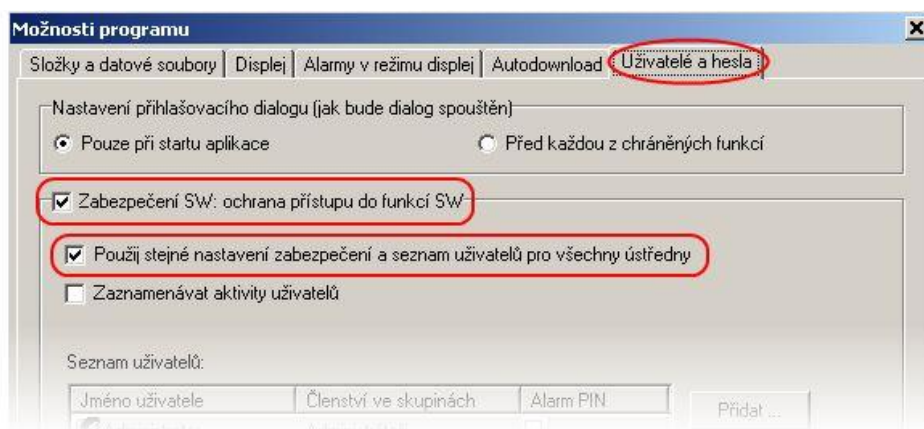 Možnosti programu
Složky a datové soubory Displej Alarmy v režimu displej Autodownload Uživatelé a hesla
Nastavení přihlašovacího dialogu (jak bude dialog spouštěn)
Pouze při startu aplikace Před každou z chráněných funkcí
Zabezpečení SW: ochrana přístupu do funkcí SW
Použij stejné nastavení zabezpečení a seznam uživatelů pro všechny ústředny
Zaznamenávat aktivity uživatelů
Seznam uživatelů:
Jméno uživatele Členství ve skupinách Alarm PIN Přidat ...